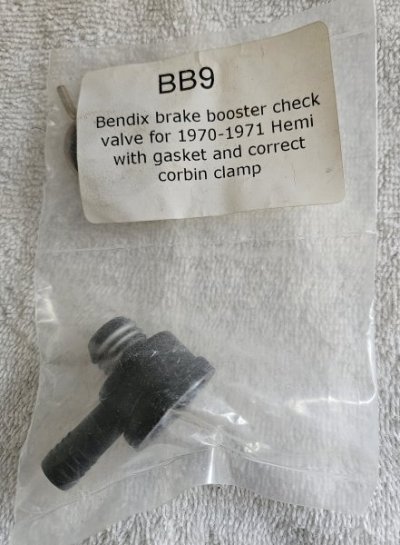 BB9
Bendix brake booster check
valve for 1970-1971 Hemi
with gasket and correct
corbin clamp